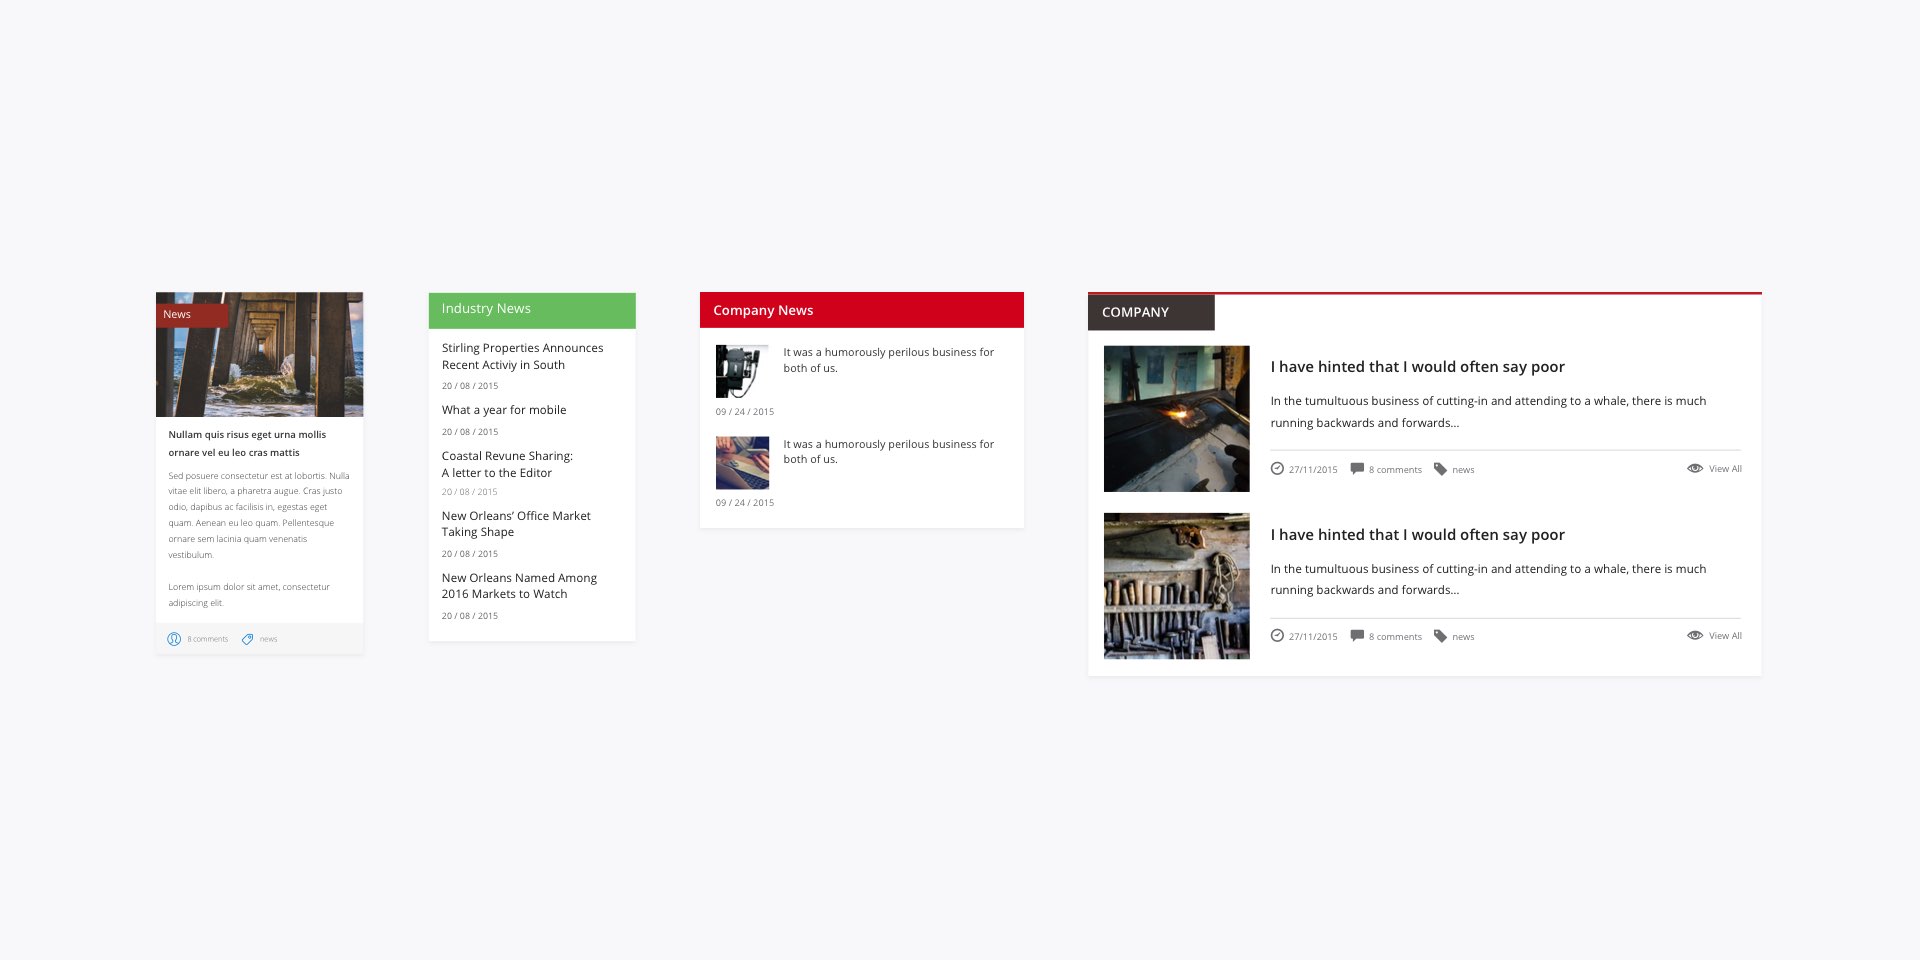 News
Nullam quis risus eget urna mollis
ornare vel eu leo cras mattis
Sed posuere consectetur est at lobortis. Nulla
vitae elit libero, a pharetra augue. Cras justo
odio, dapibus ac facilisis in, egestas eget
quam. Aenean eu leo quam. Pellentesque
ornare sem lacinia quam venenatis
vestibulum.
Lorem ipsum dolor sit amet, consectetur
adipiscing elit.
8 comments news
Industry News
Stirling Properties Announces
Recent Activiy in South
20 / 08 / 2015
What a year for mobile
20 / 08 / 2015
Coastal Revune Sharing:
A letter to the Editor
20 / 08 / 2015
New Orleans’ Office Market
Taking Shape
20 / 08 / 2015
New Orleans Named Among
2016 Markets to Watch
20 / 08 / 2015
Company News
It was a humorously perilous business for
both of us.
09 / 24 / 2015
It was a humorously perilous business for
both of us.
09 / 24 / 2015
COMPANY
I have hinted that I would often say poor
In the tumultuous business of cutting-in and attending to a whale, there is much
running backwards and forwards...
27/11/2015 8 comments news View All
I have hinted that I would often say poor
In the tumultuous business of cutting-in and attending to a whale, there is much
running backwards and forwards...
27/11/2015 8 comments news View All